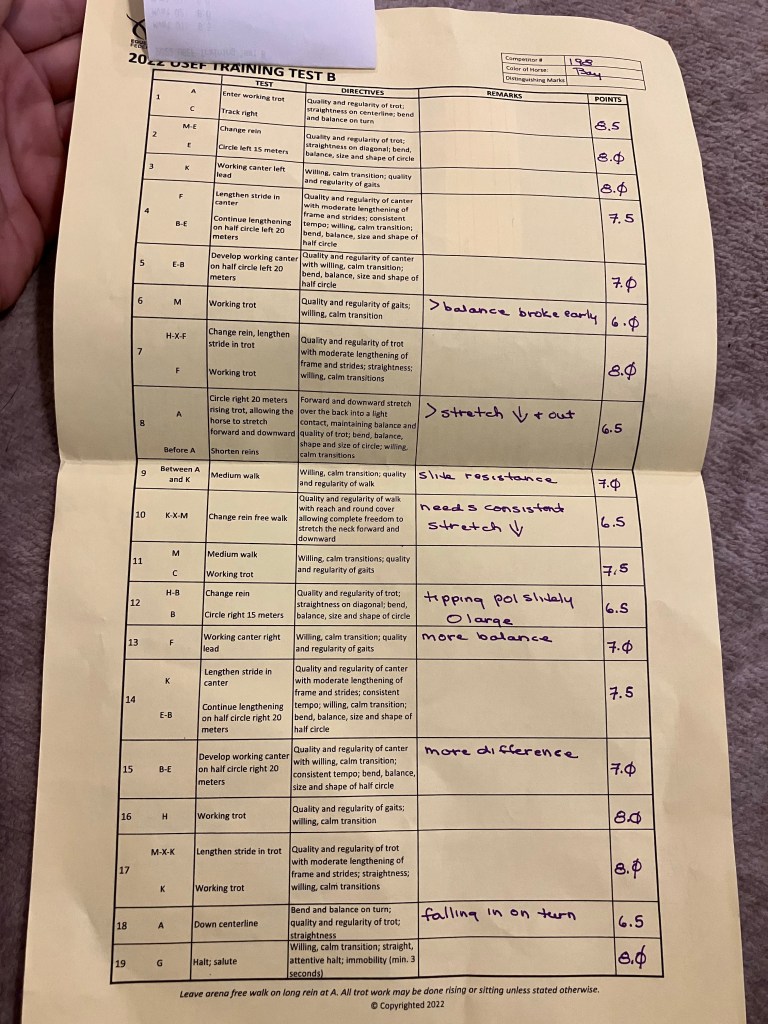 2022 USEF TRAINING TEST B
Competitor # 198
Color of Horse: Bay
Distinguishing Marks
TEST DIRECTIVES REMARKS POINTS
1 A Enter working trot Quality and regularity of trot;
C Track right straightness on centerline; bend
and balance on turn 8.5
2 M-E Change rein Quality and regularity of trot;
straightness on diagonal; bend,
E Circle left 15 meters balance, size and shape of circle 8.0
3 K Working canter left Willing, calm transition; quality
lead and regularity of gaits 8.0
4 F Lengthen stride in Quality and regularity of canter
canter with moderate lengthening of
frame and strides; consistent 7.5
B-E Continue lengthening tempo; willing, calm transition;
on half circle left 20 bend, balance, size and shape of
meters half circle
5 E-B Develop working canter Quality and regularity of canter
on half circle left 20 with willing, calm transition;
meters bend, balance, size and shape of
half circle 7.0
6 M Working trot Quality and regularity of gaits; >balance broke early 6.0
willing, calm transition
7 H-X-F Change rein, lengthen Quality and regularity of trot
stride in trot with moderate lengthening of
frame and strides; straightness; 8.0
F Working trot willing, calm transitions
8 A Circle right 20 meters Forward and downward stretch >stretch ↓ + out
rising trot, allowing the over the back into a light
horse to stretch contact, maintaining balance and 6.5
forward and downward quality of trot; bend, balance,
shape and size of circle; willing,
Before A Shorten reins calm transitions
9 Between A Medium walk Willing, calm transition; quality slite resistance 7.0
and K and regularity of walk
10 K-X-M Change rein free walk Quality and regularity of walk needs consistent
with reach and round cover stretch ↓ 6.5
allowing complete freedom to
stretch the neck forward and
downward
11 M Medium walk Willing, calm transitions; quality
C Working trot and regularity of gaits 7.5
12 H-B Change rein Quality and regularity of trot; tipping pol slitely
straightness on diagonal; bend, O large
B Circle right 15 meters balance, size and shape of circle 6.5
13 F Working canter right Willing, calm transition; quality more balance
lead and regularity of gaits 7.0
14 K Lengthen stride in Quality and regularity of canter
canter with moderate lengthening of
frame and strides; consistent 7.5
E-B Continue lengthening tempo; willing, calm transition;
on half circle right 20 bend, balance, size and shape of
meters half circle
15 B-E Develop working canter Quality and regularity of canter more difference
on half circle right 20 with willing, calm transition;
meters consistent tempo; bend, balance,
size and shape of half circle 7.0
16 H Working trot Quality and regularity of gaits;
willing, calm transition 8.0
17 M-X-K Lengthen stride in trot Quality and regularity of trot
with moderate lengthening of
frame and strides; straightness; 8.0
K Working trot willing, calm transitions
18 A Down centerline Bend and balance on turn; falling in on turn
quality and regularity of trot; 6.5
straightness
19 G Halt; salute Willing, calm transition; straight,
attentive halt; immobility (min. 3 8.0
seconds)
Leave arena free walk on long rein at A. All trot work may be done rising or sitting unless stated otherwise.
© Copyrighted 2022